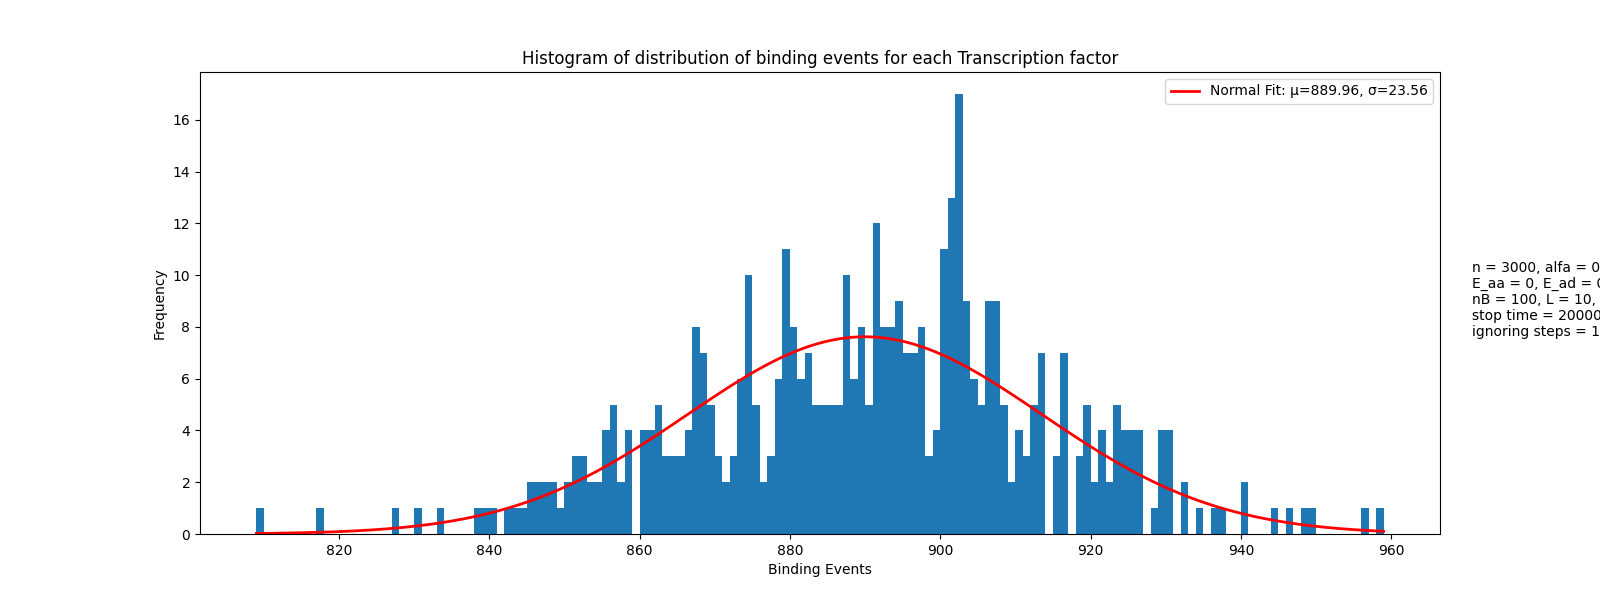 Histogram of distribution of binding events for each Transcription factor
Normal Fit: μ=889.96, σ=23.56
Frequency
16
14
12
10
8
6
4
2
0
820
840
860
880
900
920
940
960
Binding Events
n = 3000, alfa = 0
E_aa = 0, E_ad = 0
nB = 100, L = 10,
stop time = 20000
ignoring steps = 1